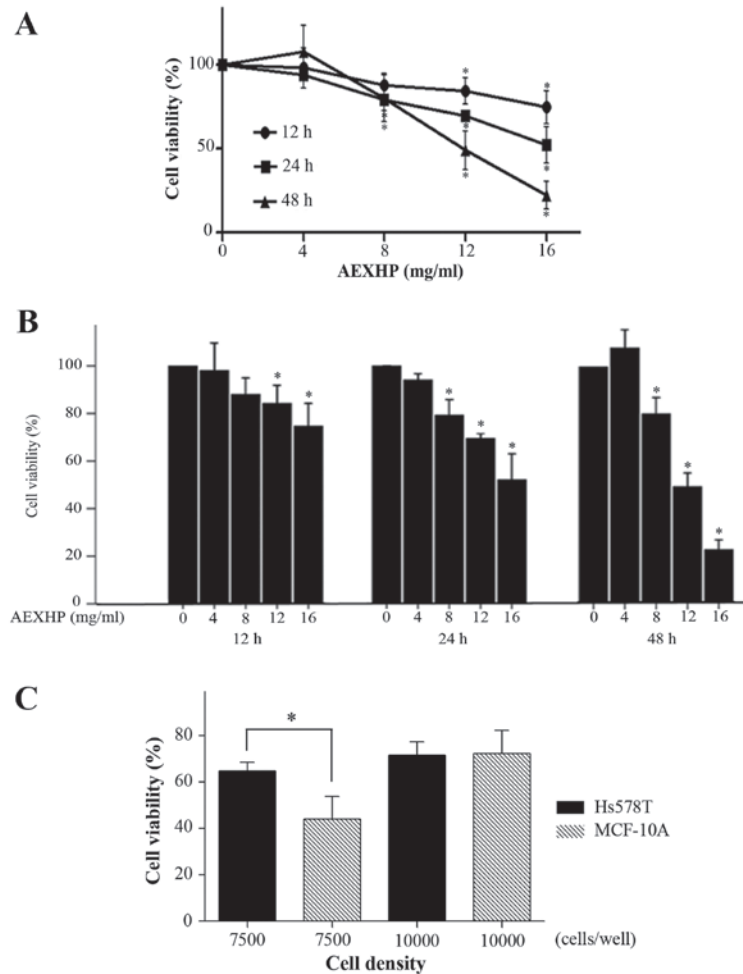 A
Cell viability (%)
100
50
0
12 h
24 h
48 h
* * *
* * *
* * *
0 4 8 12 16
AEXHP (mg/ml)
B
Cell viability (%)
100
80
60
40
20
0
* *
* * *
* * *
AEXHP (mg/ml)
0 4 8 12 16 0 4 8 12 16 0 4 8 12 16
12 h 24 h 48 h
C
Cell viability (%)
80
60
40
20
0
*
Hs578T
MCF-10A
7500 7500 10000 10000 (cells/well)
Cell density